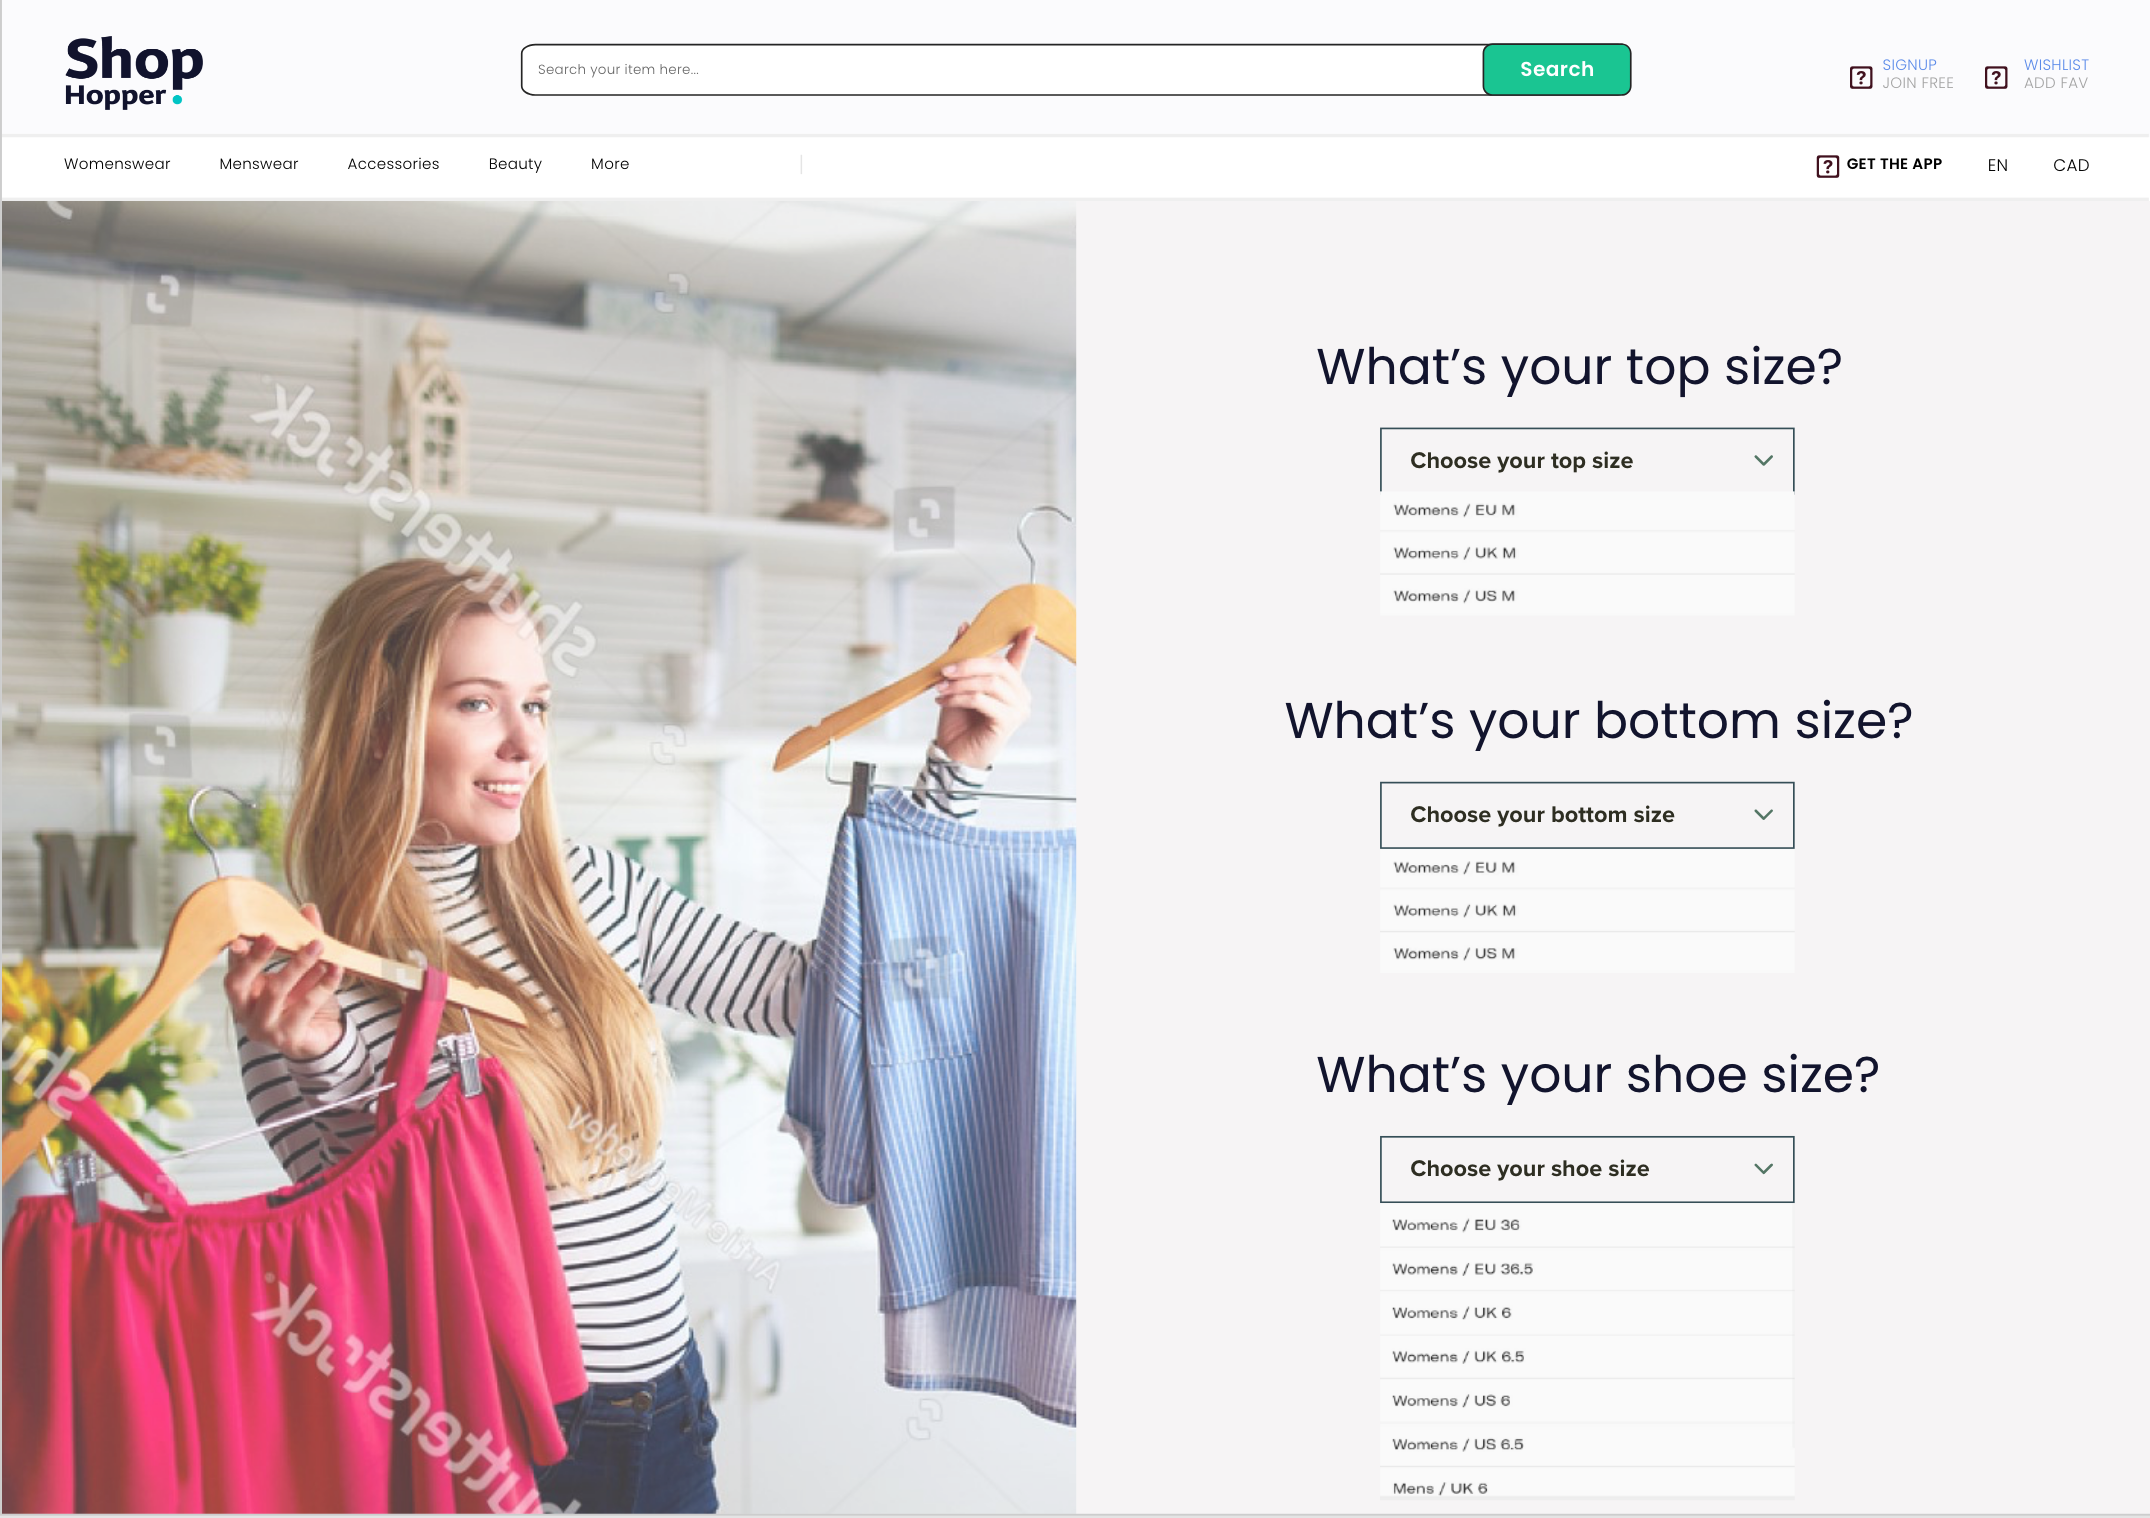 Shop
Hopper.
Search your item here...
Search
SIGNUP
JOIN FREE
WISHLIST
ADD FAV
Womenswear
Menswear
Accessories
Beauty
More
GET THE APP
EN
CAD
shutterstock
M
U
shu
Artie Medvedev
shutterstock
What's your top size?
Choose your top size
Womens / EU M
Womens / UK M
Womens / US M
What's your bottom size?
Choose your bottom size
Womens / EU M
Womens / UK M
Womens / US M
What's your shoe size?
Choose your shoe size
Womens / EU 36
Womens / EU 36.5
Womens / UK 6
Womens / UK 6.5
Womens / US 6
Womens / US 6.5
Mens / UK 6